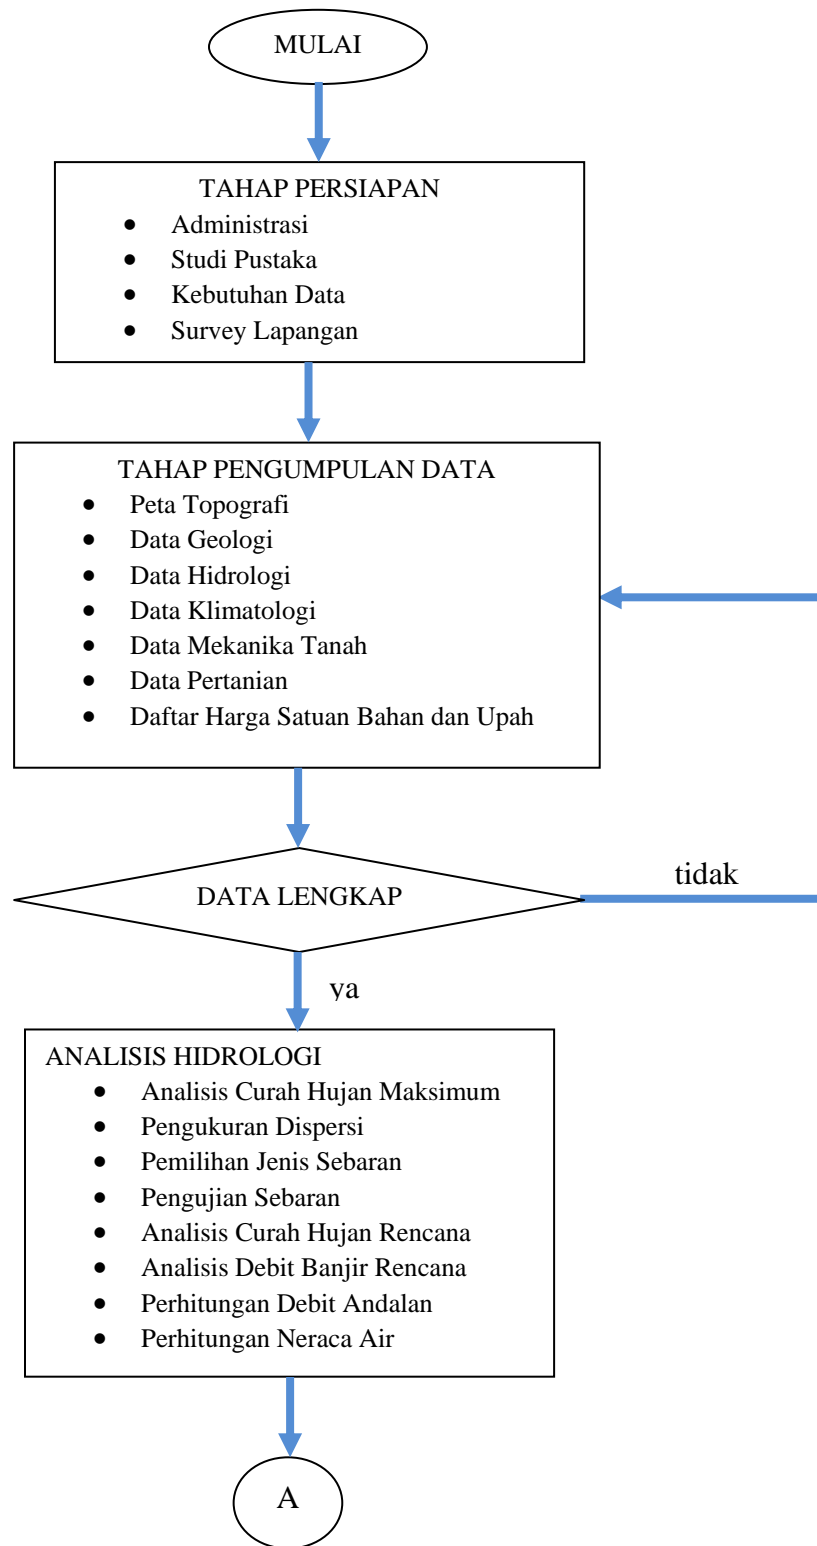 MULAI
TAHAP PERSIAPAN
• Administrasi
• Studi Pustaka
• Kebutuhan Data
• Survey Lapangan
TAHAP PENGUMPULAN DATA
• Peta Topografi
• Data Geologi
• Data Hidrologi
• Data Klimatologi
• Data Mekanika Tanah
• Data Pertanian
• Daftar Harga Satuan Bahan dan Upah
DATA LENGKAP
tidak
ya
ANALISIS HIDROLOGI
• Analisis Curah Hujan Maksimum
• Pengukuran Dispersi
• Pemilihan Jenis Sebaran
• Pengujian Sebaran
• Analisis Curah Hujan Rencana
• Analisis Debit Banjir Rencana
• Perhitungan Debit Andalan
• Perhitungan Neraca Air
A